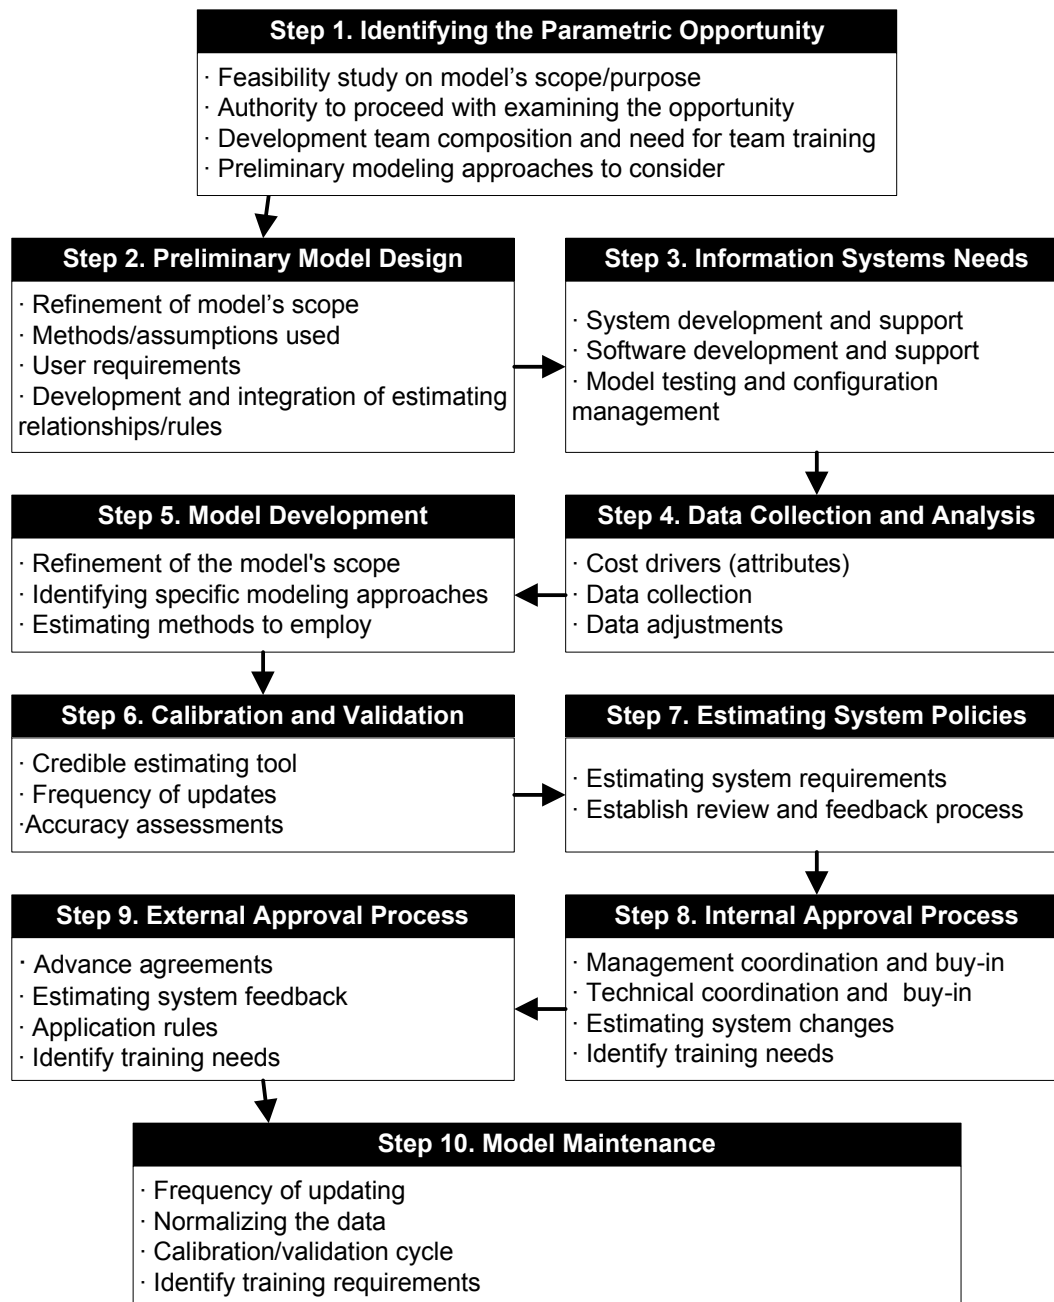 Step 1. Identifying the Parametric Opportunity
· Feasibility study on model’s scope/purpose
· Authority to proceed with examining the opportunity
· Development team composition and need for team training
· Preliminary modeling approaches to consider
Step 2. Preliminary Model Design
· Refinement of model’s scope
· Methods/assumptions used
· User requirements
· Development and integration of estimating
relationships/rules
Step 3. Information Systems Needs
· System development and support
· Software development and support
· Model testing and configuration
management
Step 4. Data Collection and Analysis
· Cost drivers (attributes)
· Data collection
· Data adjustments
Step 5. Model Development
· Refinement of the model's scope
· Identifying specific modeling approaches
· Estimating methods to employ
Step 6. Calibration and Validation
· Credible estimating tool
· Frequency of updates
·Accuracy assessments
Step 7. Estimating System Policies
· Estimating system requirements
· Establish review and feedback process
Step 8. Internal Approval Process
· Management coordination and buy-in
· Technical coordination and  buy-in
· Estimating system changes
· Identify training needs
Step 9. External Approval Process
· Advance agreements
· Estimating system feedback
· Application rules
· Identify training needs
Step 10. Model Maintenance
· Frequency of updating
· Normalizing the data
· Calibration/validation cycle
· Identify training requirements